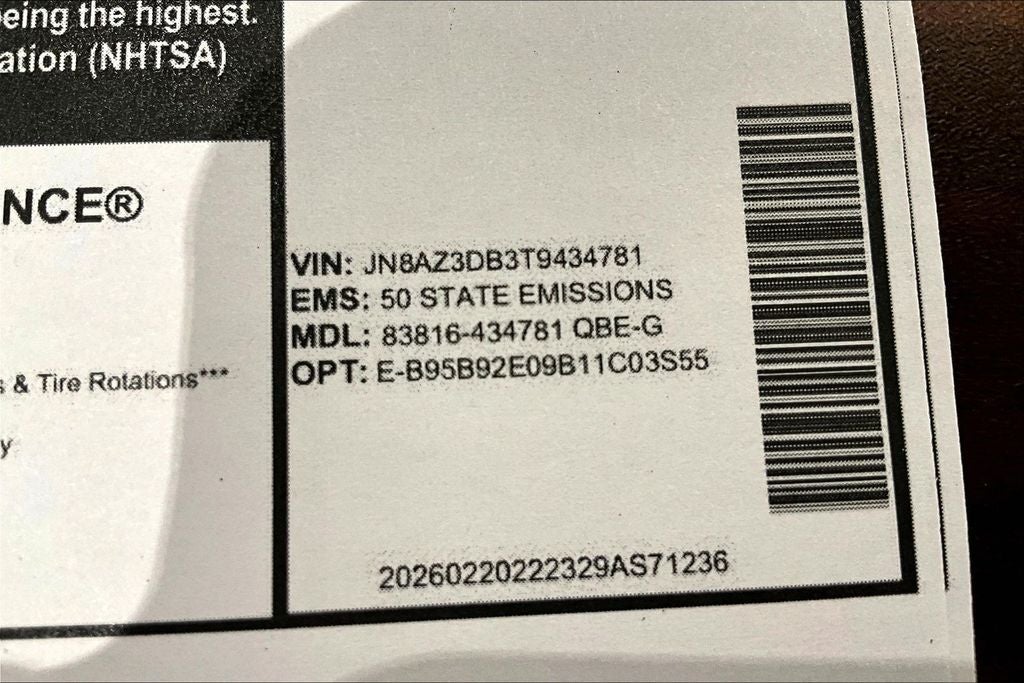 eing the highest.
ation (NHTSA)
NCE®
VIN: JN8AZ3DB3T9434781
EMS: 50 STATE EMISSIONS
MDL: 83816-434781 QBE-G
OPT: E-B95B92E09B11C03S55
s & Tire Rotations***
y
20260220222329AS71236